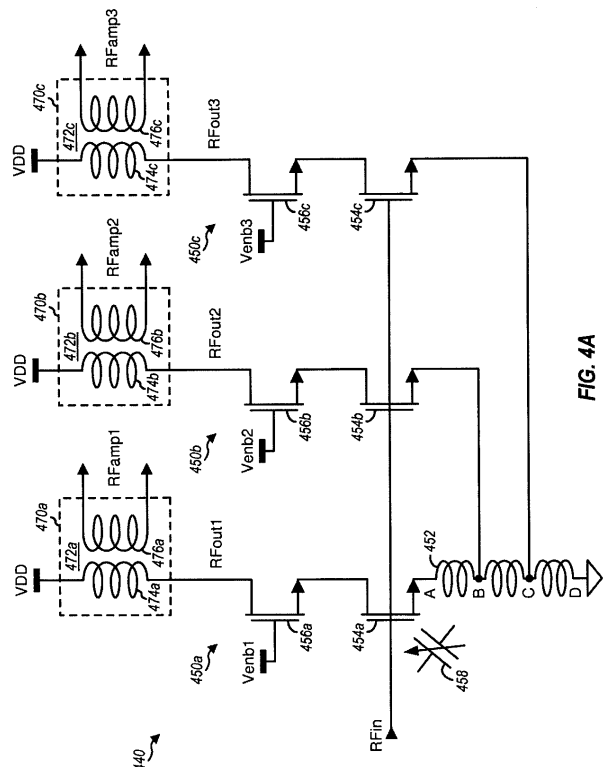 VDD
470a
472a
474a
476a
RFamp1
RFout1
450a
Venb1
456a
454a
VDD
470b
472b
474b
476b
RFamp2
RFout2
450b
Venb2
456b
454b
VDD
470c
472c
474c
476c
RFamp3
RFout3
450c
Venb3
456c
454c
440
RFin
458
452
A
B
C
D
FIG. 4A